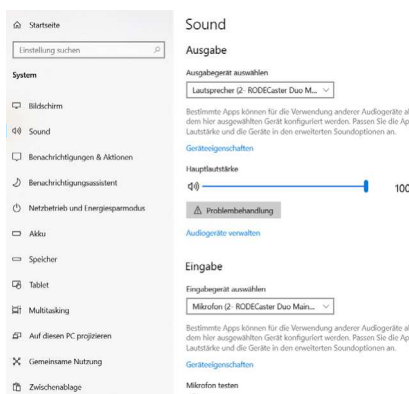 Startseite
Einstellung suchen
System
Bildschirm
Sound
Benachrichtigungen & Aktionen
Benachrichtigungsassistent
Netzbetrieb und Energiesparmodus
Akku
Speicher
Tablet
Multitasking
Auf diesen PC projizieren
Gemeinsame Nutzung
Zwischenablage
Sound
Ausgabe
Ausgabegerät auswählen
Lautsprecher (2- RODECaster Duo M...
Bestimmte Apps können für die Verwendung anderer Audiogeräte al
dem hier ausgewählten Gerät konfiguriert werden. Passen Sie die Ap
Lautstärke und die Geräte in den erweiterten Soundoptionen an.
Geräteeigenschaften
Hauptlautstärke
100
Problembehandlung
Audiogeräte verwalten
Eingabe
Eingabegerät auswählen
Mikrofon (2- RODECaster Duo Main...
Bestimmte Apps können für die Verwendung anderer Audiogeräte al
dem hier ausgewählten Gerät konfiguriert werden. Passen Sie die Ap
Lautstärke und die Geräte in den erweiterten Soundoptionen an.
Geräteeigenschaften
Mikrofon testen